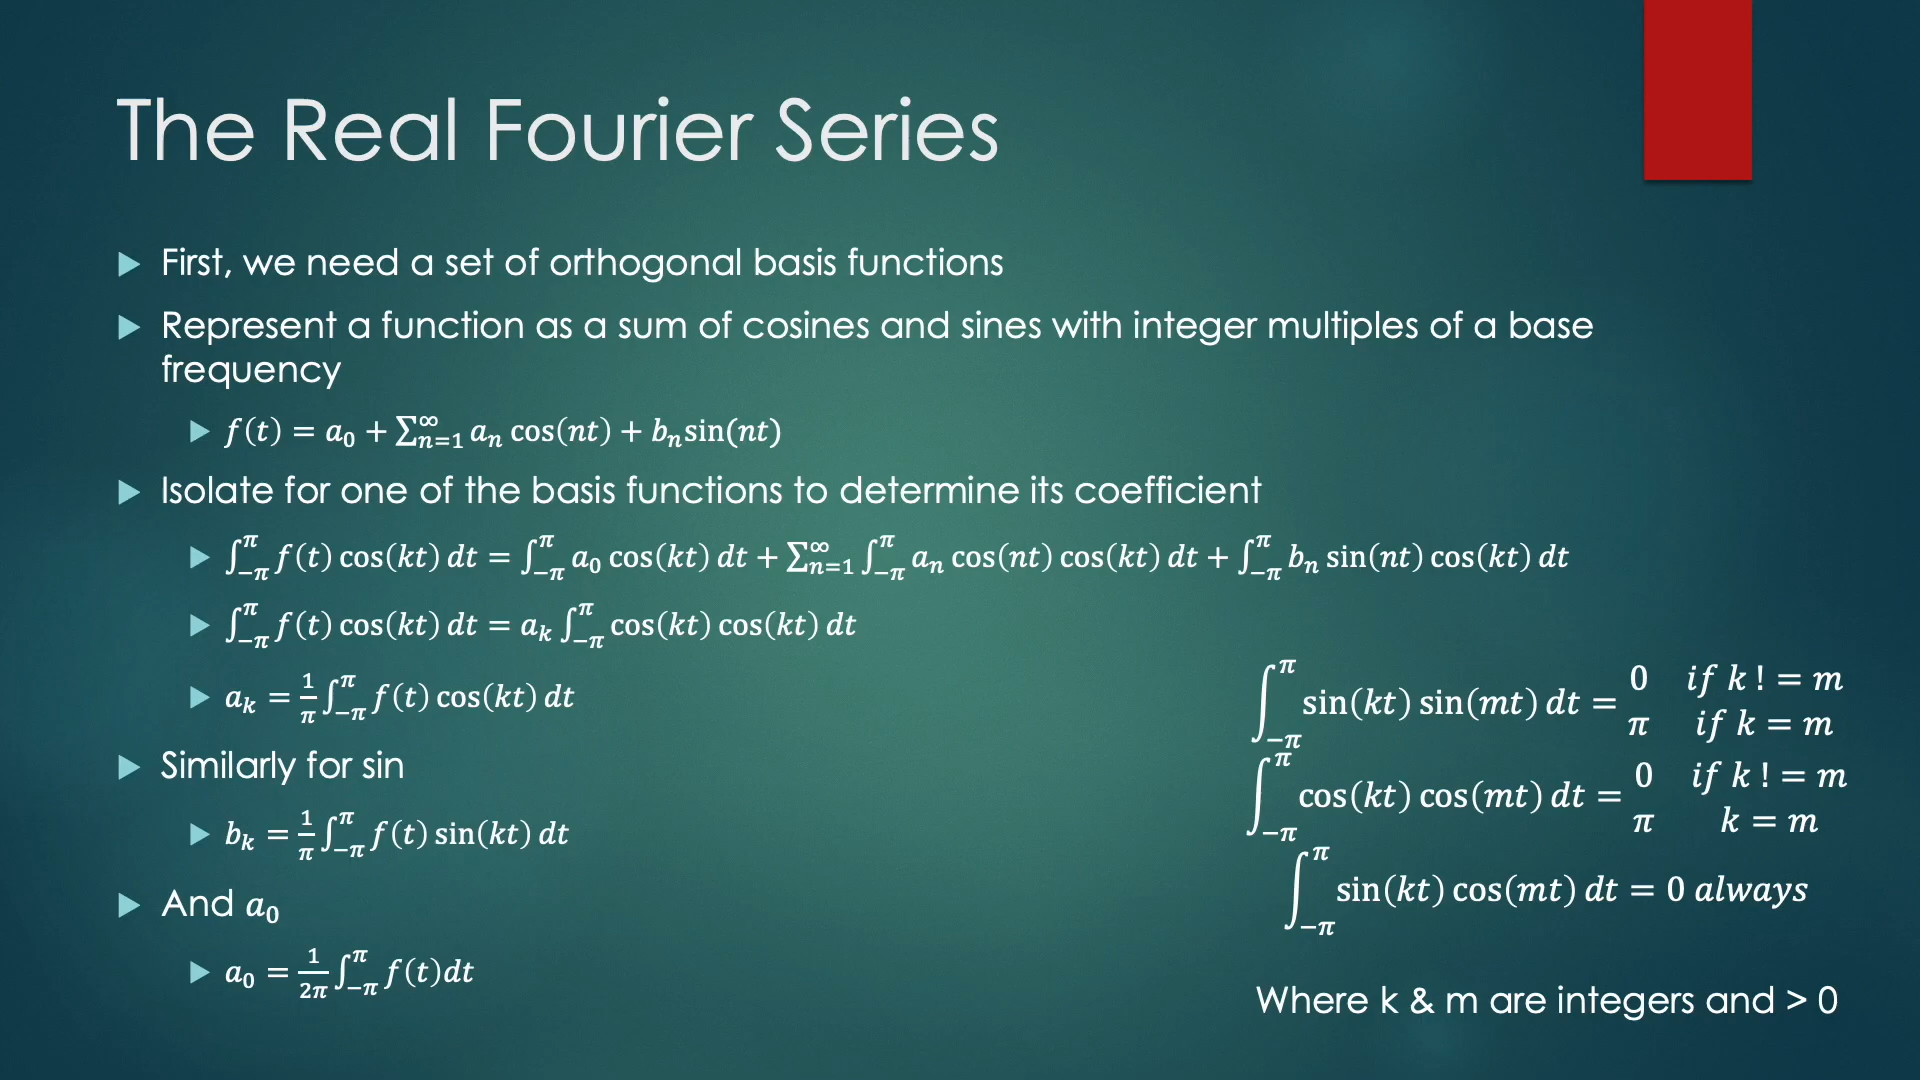 The Real Fourier Series
First, we need a set of orthogonal basis functions
Represent a function as a sum of cosines and sines with integer multiples of a base
frequency
f(t) = a₀ + ∑ₙ₌₁^∞ aₙ cos(nt) + bₙsin(nt)
Isolate for one of the basis functions to determine its coefficient
∫_{−π}^{π} f(t) cos(kt) dt = ∫_{−π}^{π} a₀ cos(kt) dt + ∑ₙ₌₁^∞ ∫_{−π}^{π} aₙ cos(nt) cos(kt) dt + ∫_{−π}^{π} bₙ sin(nt) cos(kt) dt
∫_{−π}^{π} f(t) cos(kt) dt = aₖ ∫_{−π}^{π} cos(kt) cos(kt) dt
aₖ = 1/π ∫_{−π}^{π} f(t) cos(kt) dt
Similarly for sin
bₖ = 1/π ∫_{−π}^{π} f(t) sin(kt) dt
And a₀
a₀ = 1/2π ∫_{−π}^{π} f(t)dt
∫_{−π}^{π} sin(kt) sin(mt) dt = 0 if k ! = m
π if k = m
∫_{−π}^{π} cos(kt) cos(mt) dt = 0 if k ! = m
π k = m
∫_{−π}^{π} sin(kt) cos(mt) dt = 0 always
Where k & m are integers and > 0